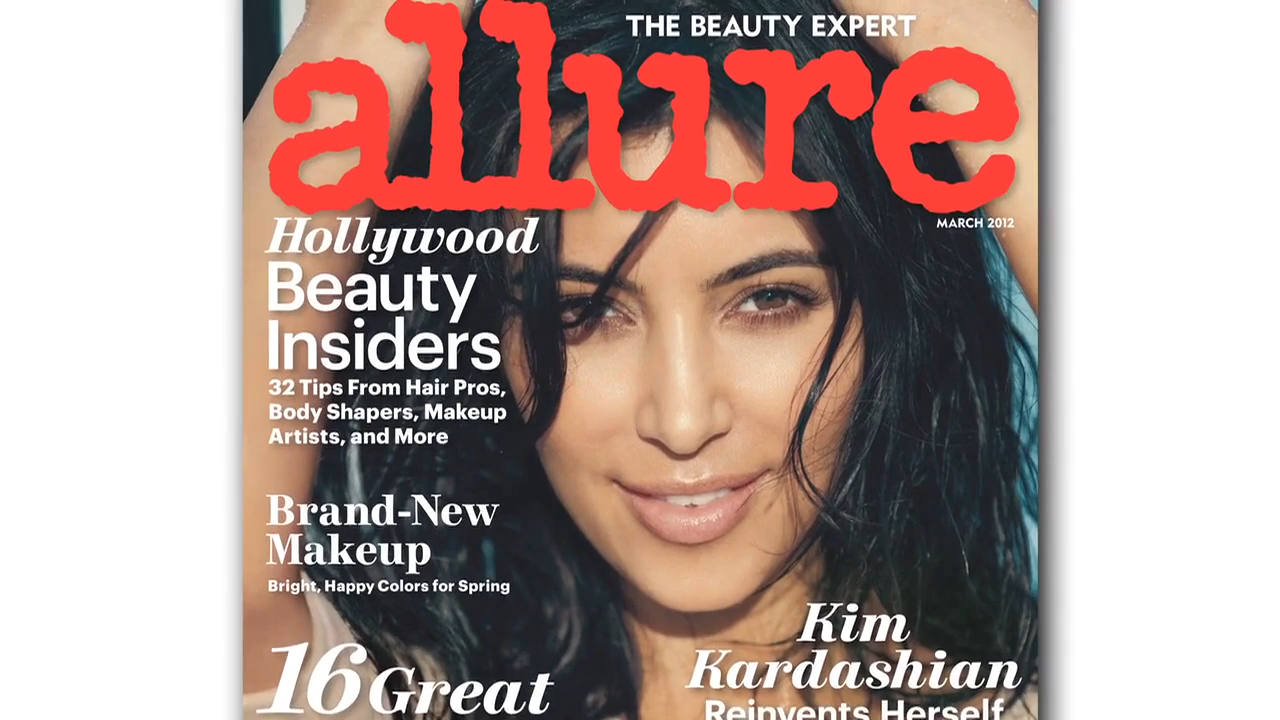 THE BEAUTY EXPERT
allure
MARCH 2012
Hollywood
Beauty
Insiders
32 Tips From Hair Pros,
Body Shapers, Makeup
Artists, and More
Brand-New
Makeup
Bright, Happy Colors for Spring
16 Great
Kim
Kardashian
Reinvents Herself